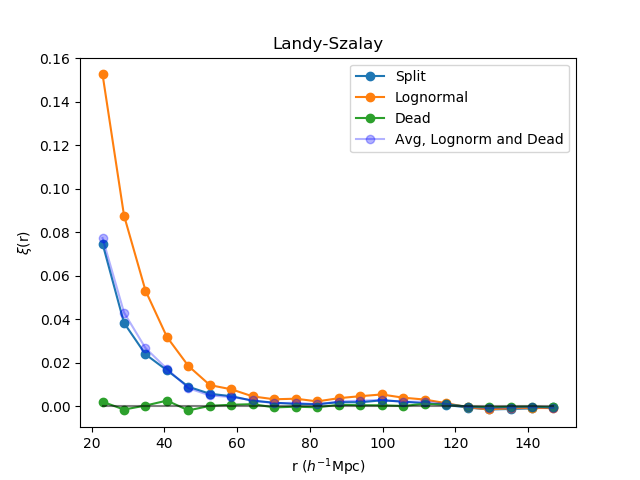 Landy-Szalay
0.16
0.14
0.12
0.10
0.08
0.06
0.04
0.02
0.00
ξ(r)
Split
Lognormal
Dead
Avg, Lognorm and Dead
20 40 60 80 100 120 140
r (h⁻¹Mpc)